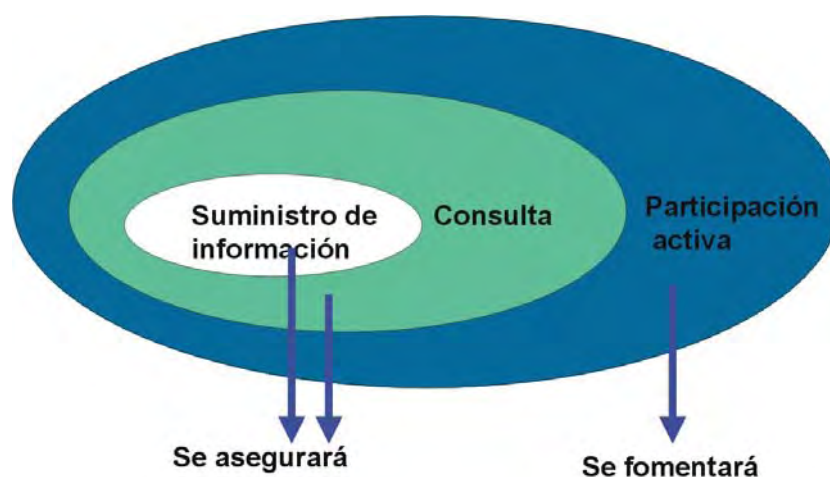 Suministro de
información
Consulta
Participación
activa
Se asegurará
Se fomentará